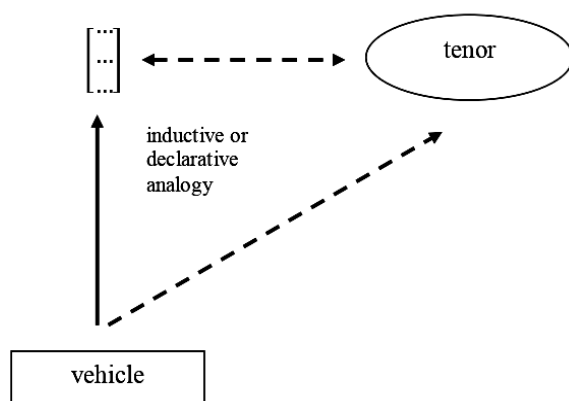 [...
...
...]
tenor
inductive or
declarative
analogy
vehicle